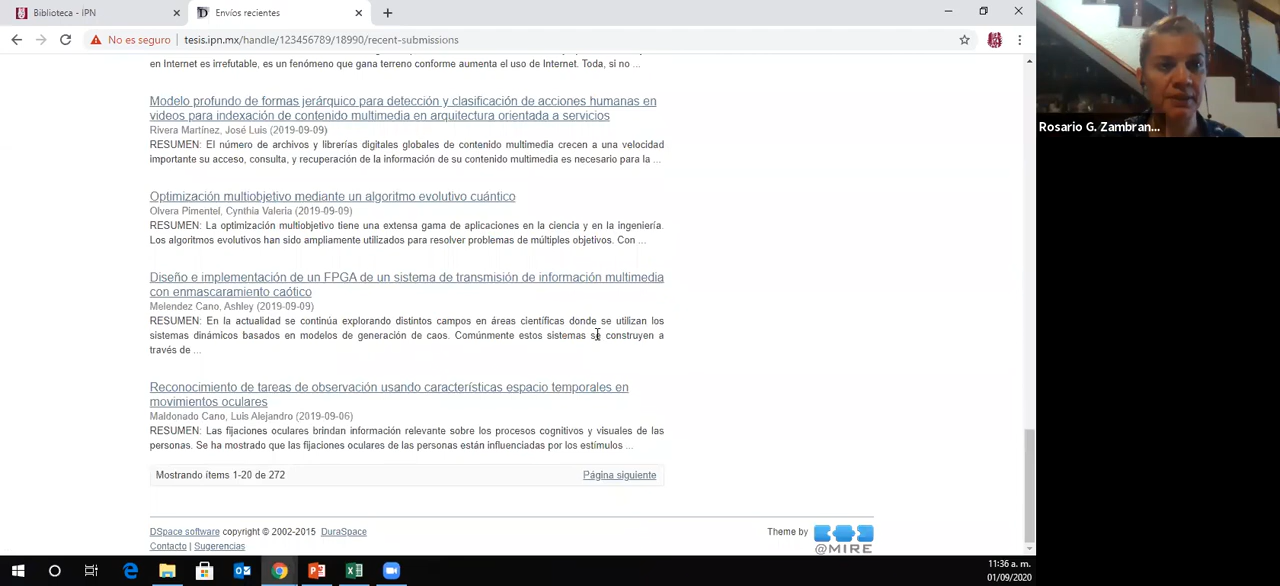 Biblioteca - IPN
Envíos recientes
No es seguro
tesis.ipn.mx/handle/123456789/18990/recent-submissions
en Internet es irrefutable, es un fenómeno que gana terreno conforme aumenta el uso de Internet. Toda, si no ...
Modelo profundo de formas jerárquico para detección y clasificación de acciones humanas en
videos para indexación de contenido multimedia en arquitectura orientada a servicios
Rivera Martínez, José Luis (2019-09-09)
RESUMEN: El número de archivos y librerías digitales globales de contenido multimedia crecen a una velocidad
importante su acceso, consulta, y recuperación de la información de su contenido multimedia es necesario para la ...
Optimización multiobjetivo mediante un algoritmo evolutivo cuántico
Olvera Pimentel, Cynthia Valeria (2019-09-09)
RESUMEN: La optimización multiobjetivo tiene una extensa gama de aplicaciones en la ciencia y en la ingeniería.
Los algoritmos evolutivos han sido ampliamente utilizados para resolver problemas de múltiples objetivos. Con ...
Diseño e implementación de un FPGA de un sistema de transmisión de información multimedia
con enmascaramiento caótico
Melendez Cano, Ashley (2019-09-09)
RESUMEN: En la actualidad se continúa explorando distintos campos en áreas científicas donde se utilizan los
sistemas dinámicos basados en modelos de generación de caos. Comúnmente estos sistemas se construyen a
través de ...
Reconocimiento de tareas de observación usando características espacio temporales en
movimientos oculares
Maldonado Cano, Luis Alejandro (2019-09-06)
RESUMEN: Las fijaciones oculares brindan información relevante sobre los procesos cognitivos y visuales de las
personas. Se ha mostrado que las fijaciones oculares de las personas están influenciadas por los estímulos ...
Mostrando ítems 1-20 de 272
Página siguiente
DSpace software copyright © 2002-2015 DuraSpace
Contacto | Sugerencias
Theme by
@MIRE
11:36 a. m.
01/09/2020
Rosario G. Zambran...